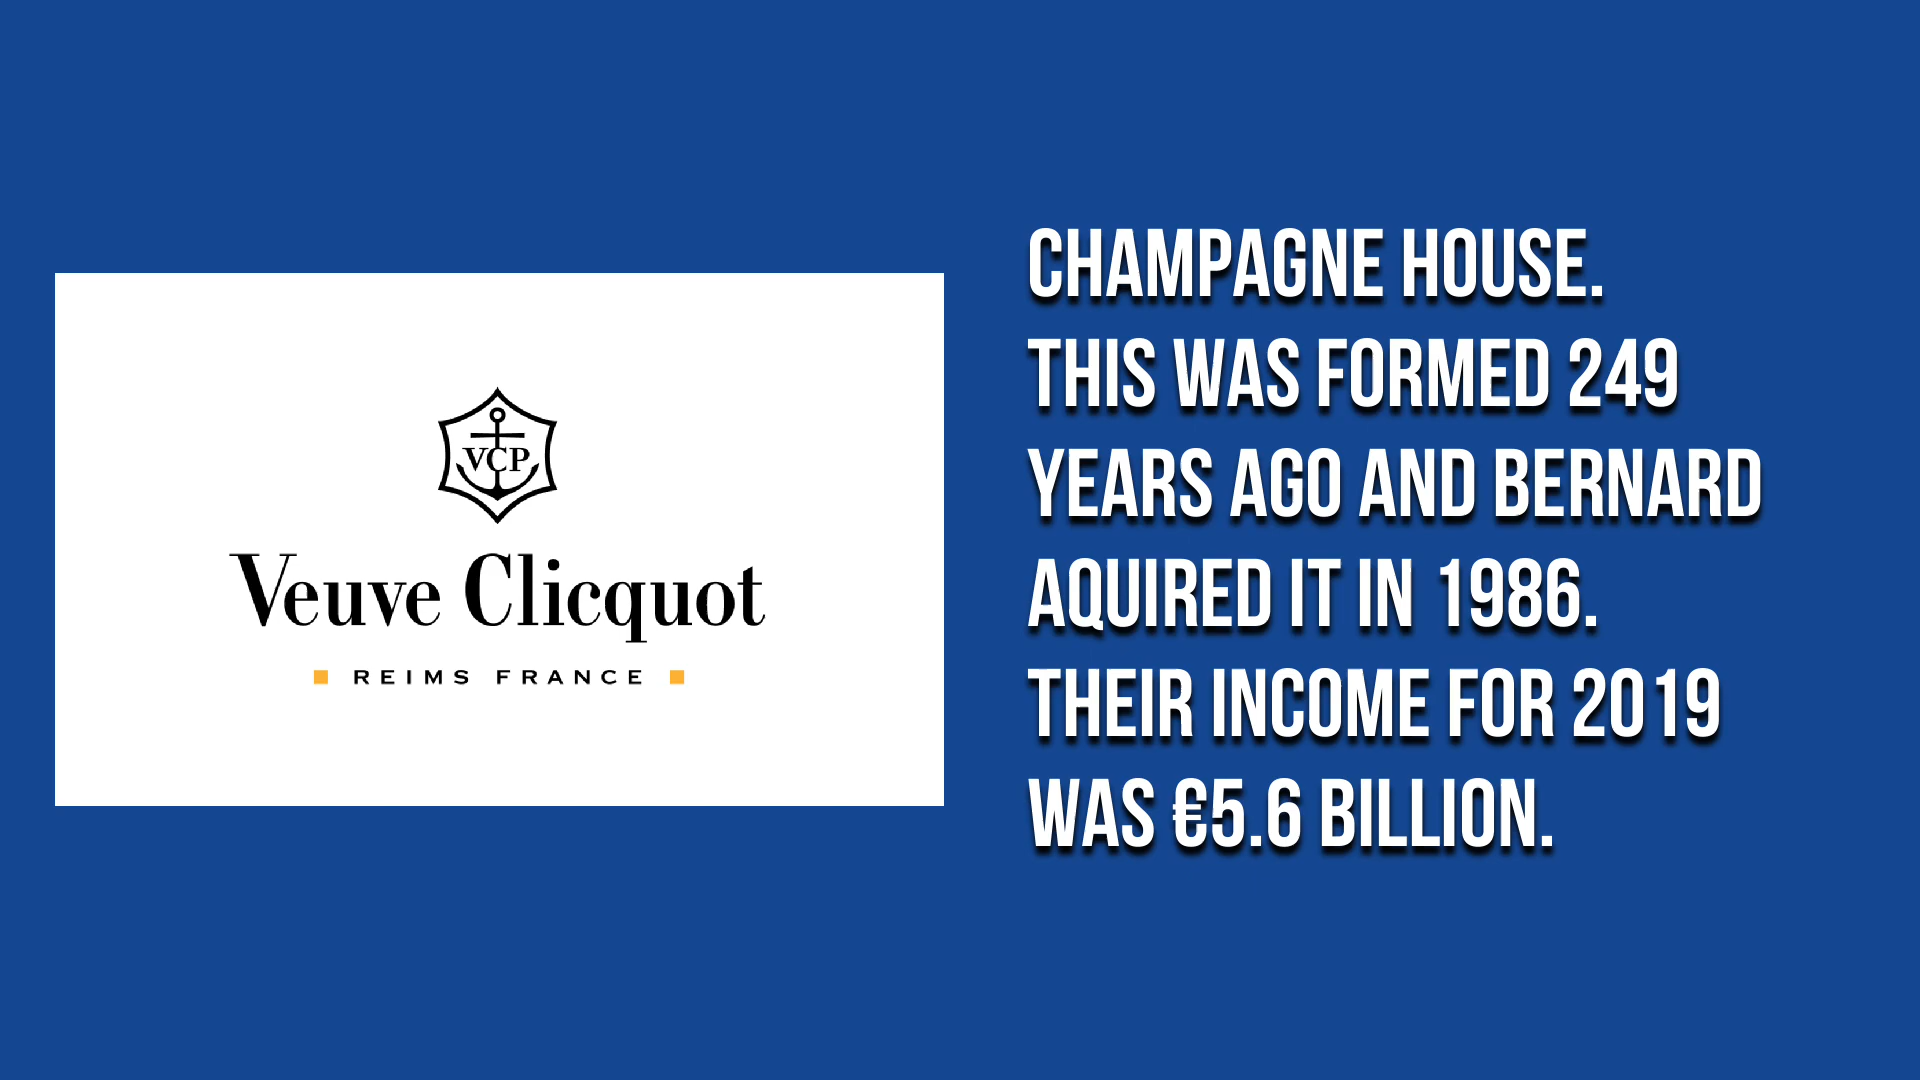 VCP
Veuve Clicquot
REIMS FRANCE
CHAMPAGNE HOUSE.
THIS WAS FORMED 249
YEARS AGO AND BERNARD
AQUIRED IT IN 1986.
THEIR INCOME FOR 2019
WAS €5.6 BILLION.